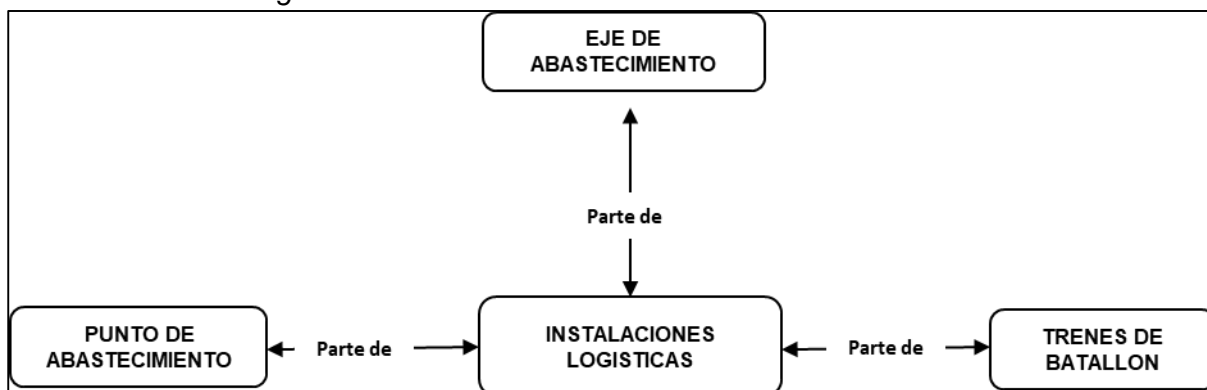 EJE DE
ABASTECIMIENTO
Parte de
PUNTO DE
ABASTECIMIENTO
Parte de
INSTALACIONES
LOGISTICAS
Parte de
TRENES DE
BATALLON